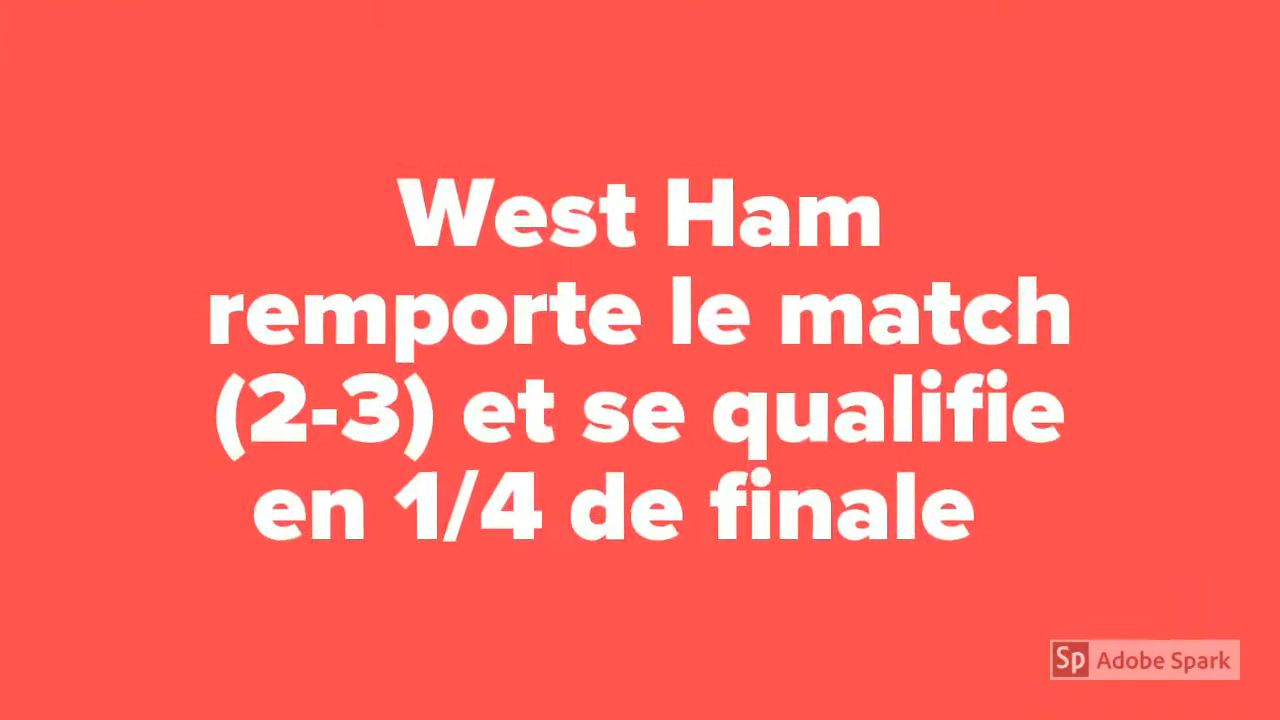 West Ham
remporte le match
(2-3) et se qualifie
en 1/4 de finale
Sp Adobe Spark